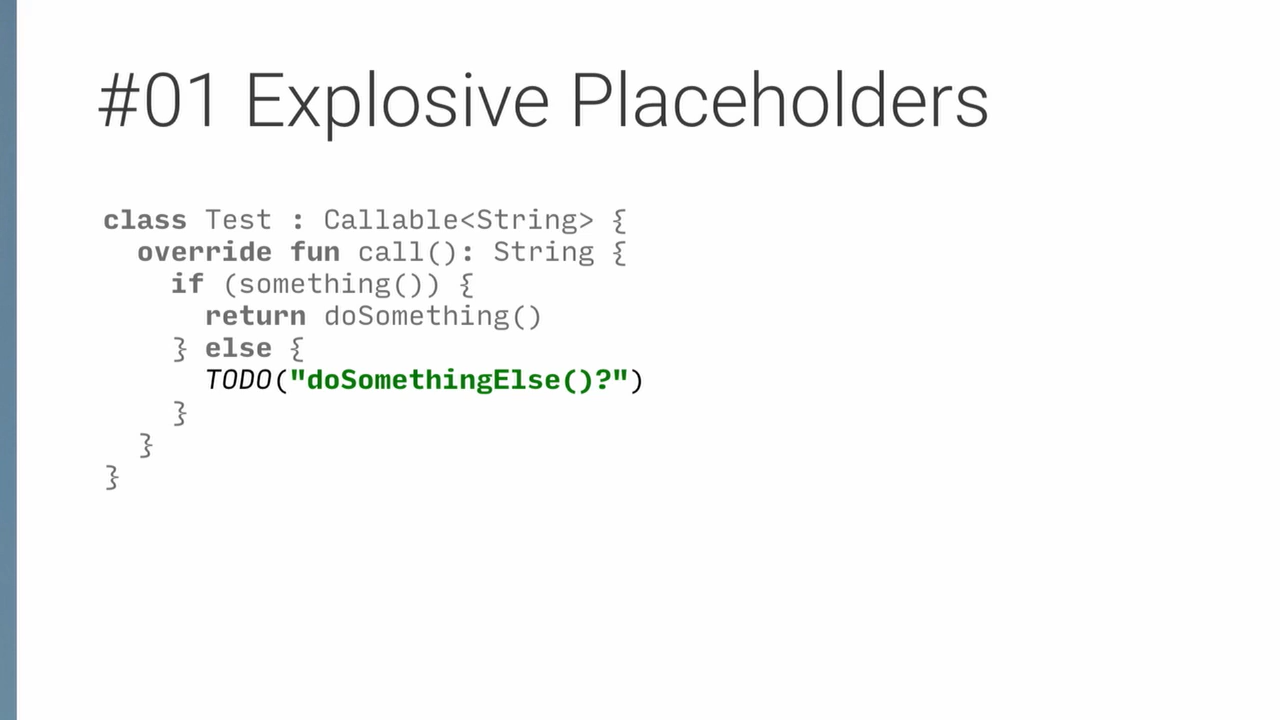 #01 Explosive Placeholders
class Test : Callable<String> {
  override fun call(): String {
    if (something()) {
      return doSomething()
    } else {
      TODO("doSomethingElse()?")
    }
  }
}